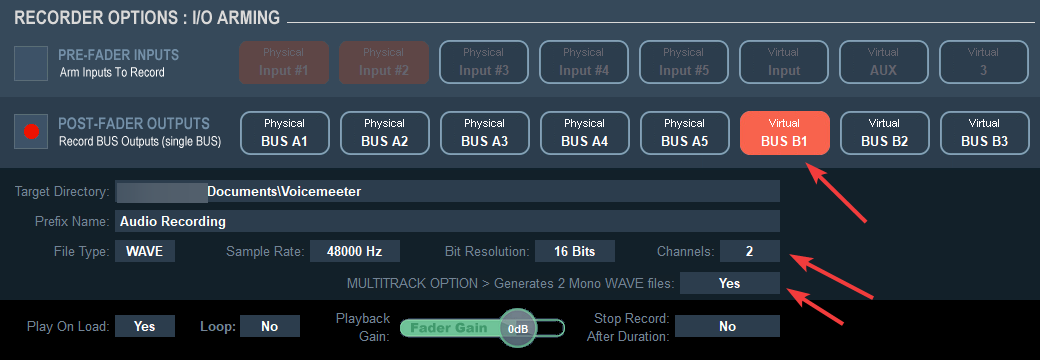 RECORDER OPTIONS : I/O ARMING
PRE-FADER INPUTS
Arm Inputs To Record
Physical Input #1
Physical Input #2
Physical Input #3
Physical Input #4
Physical Input #5
Virtual Input
Virtual AUX
Virtual 3
POST-FADER OUTPUTS
Record BUS Outputs (single BUS)
Physical BUS A1
Physical BUS A2
Physical BUS A3
Physical BUS A4
Physical BUS A5
Virtual BUS B1
Virtual BUS B2
Virtual BUS B3
Target Directory: Documents\Voicemeeter
Prefix Name: Audio Recording
File Type: WAVE Sample Rate: 48000 Hz Bit Resolution: 16 Bits Channels: 2
MULTITRACK OPTION > Generates 2 Mono WAVE files: Yes
Play On Load: Yes Loop: No Playback Gain: Fader Gain 0dB Stop Record After Duration: No